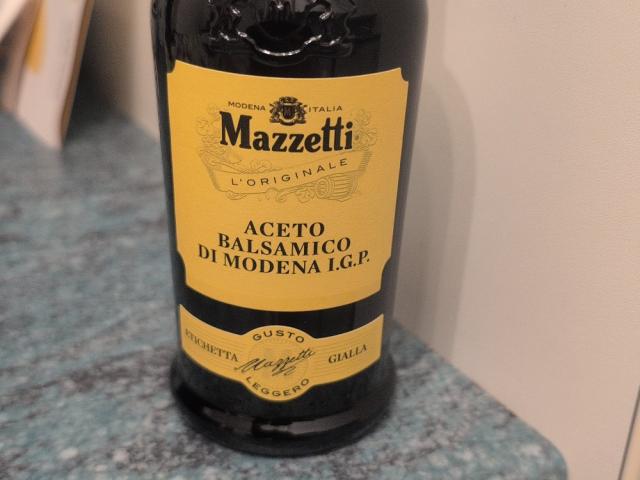 MODENA ITALIA
Mazzetti
L'ORIGINALE
ACETO
BALSAMICO
DI MODENA I.G.P.
GUSTO
ETICHETTA Mazzetti GIALLA
LEGGERO